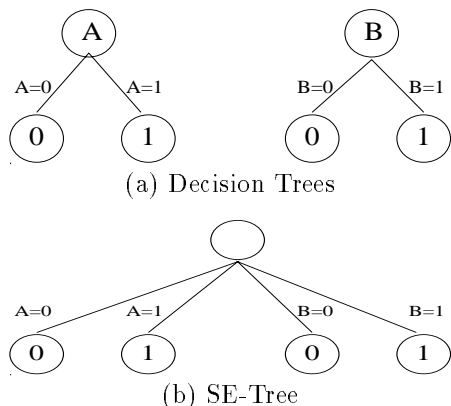 A B
A=0 A=1 B=0 B=1
0 1 0 1
(a) Decision Trees
A=0 A=1 B=0 B=1
0 1 0 1
(b) SE-Tree